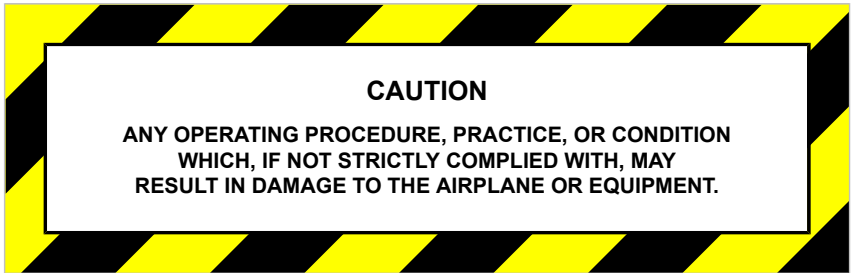 CAUTION
ANY OPERATING PROCEDURE, PRACTICE, OR CONDITION
WHICH, IF NOT STRICTLY COMPLIED WITH, MAY
RESULT IN DAMAGE TO THE AIRPLANE OR EQUIPMENT.